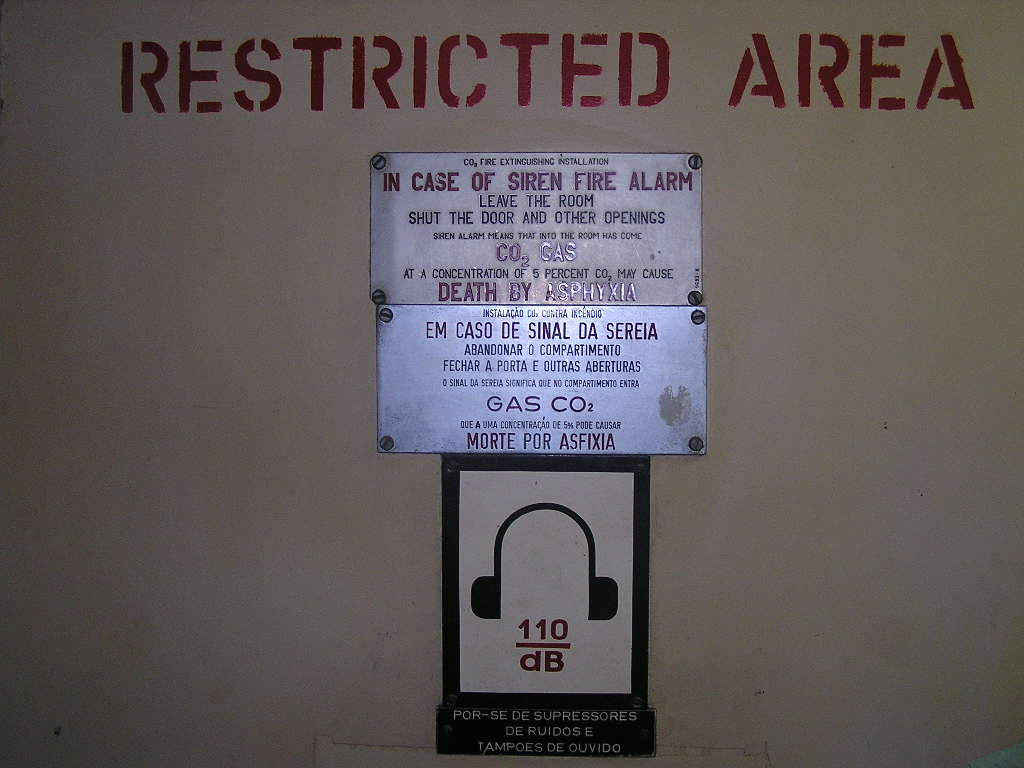 RESTRICTED AREA
CO₂ FIRE EXTINGUISHING INSTALLATION
IN CASE OF SIREN FIRE ALARM
LEAVE THE ROOM
SHUT THE DOOR AND OTHER OPENINGS
SIREN ALARM MEANS THAT INTO THE ROOM HAS COME
CO₂ GAS
AT A CONCENTRATION OF 5 PERCENT CO₂ MAY CAUSE
DEATH BY ASPHYXIA
INSTALAÇÃO CO₂ CONTRA INCÊNDIO
EM CASO DE SINAL DA SEREIA
ABANDONAR O COMPARTIMENTO
FECHAR A PORTA E OUTRAS ABERTURAS
O SINAL DA SEREIA SIGNIFICA QUE NO COMPARTIMENTO ENTRA
GAS CO₂
QUE A UMA CONCENTRAÇÃO DE 5% PODE CAUSAR
MORTE POR ASFIXIA
110
dB
POR-SE DE SUPRESSORES
DE RUIDOS E
TAMPOES DE OUVIDO